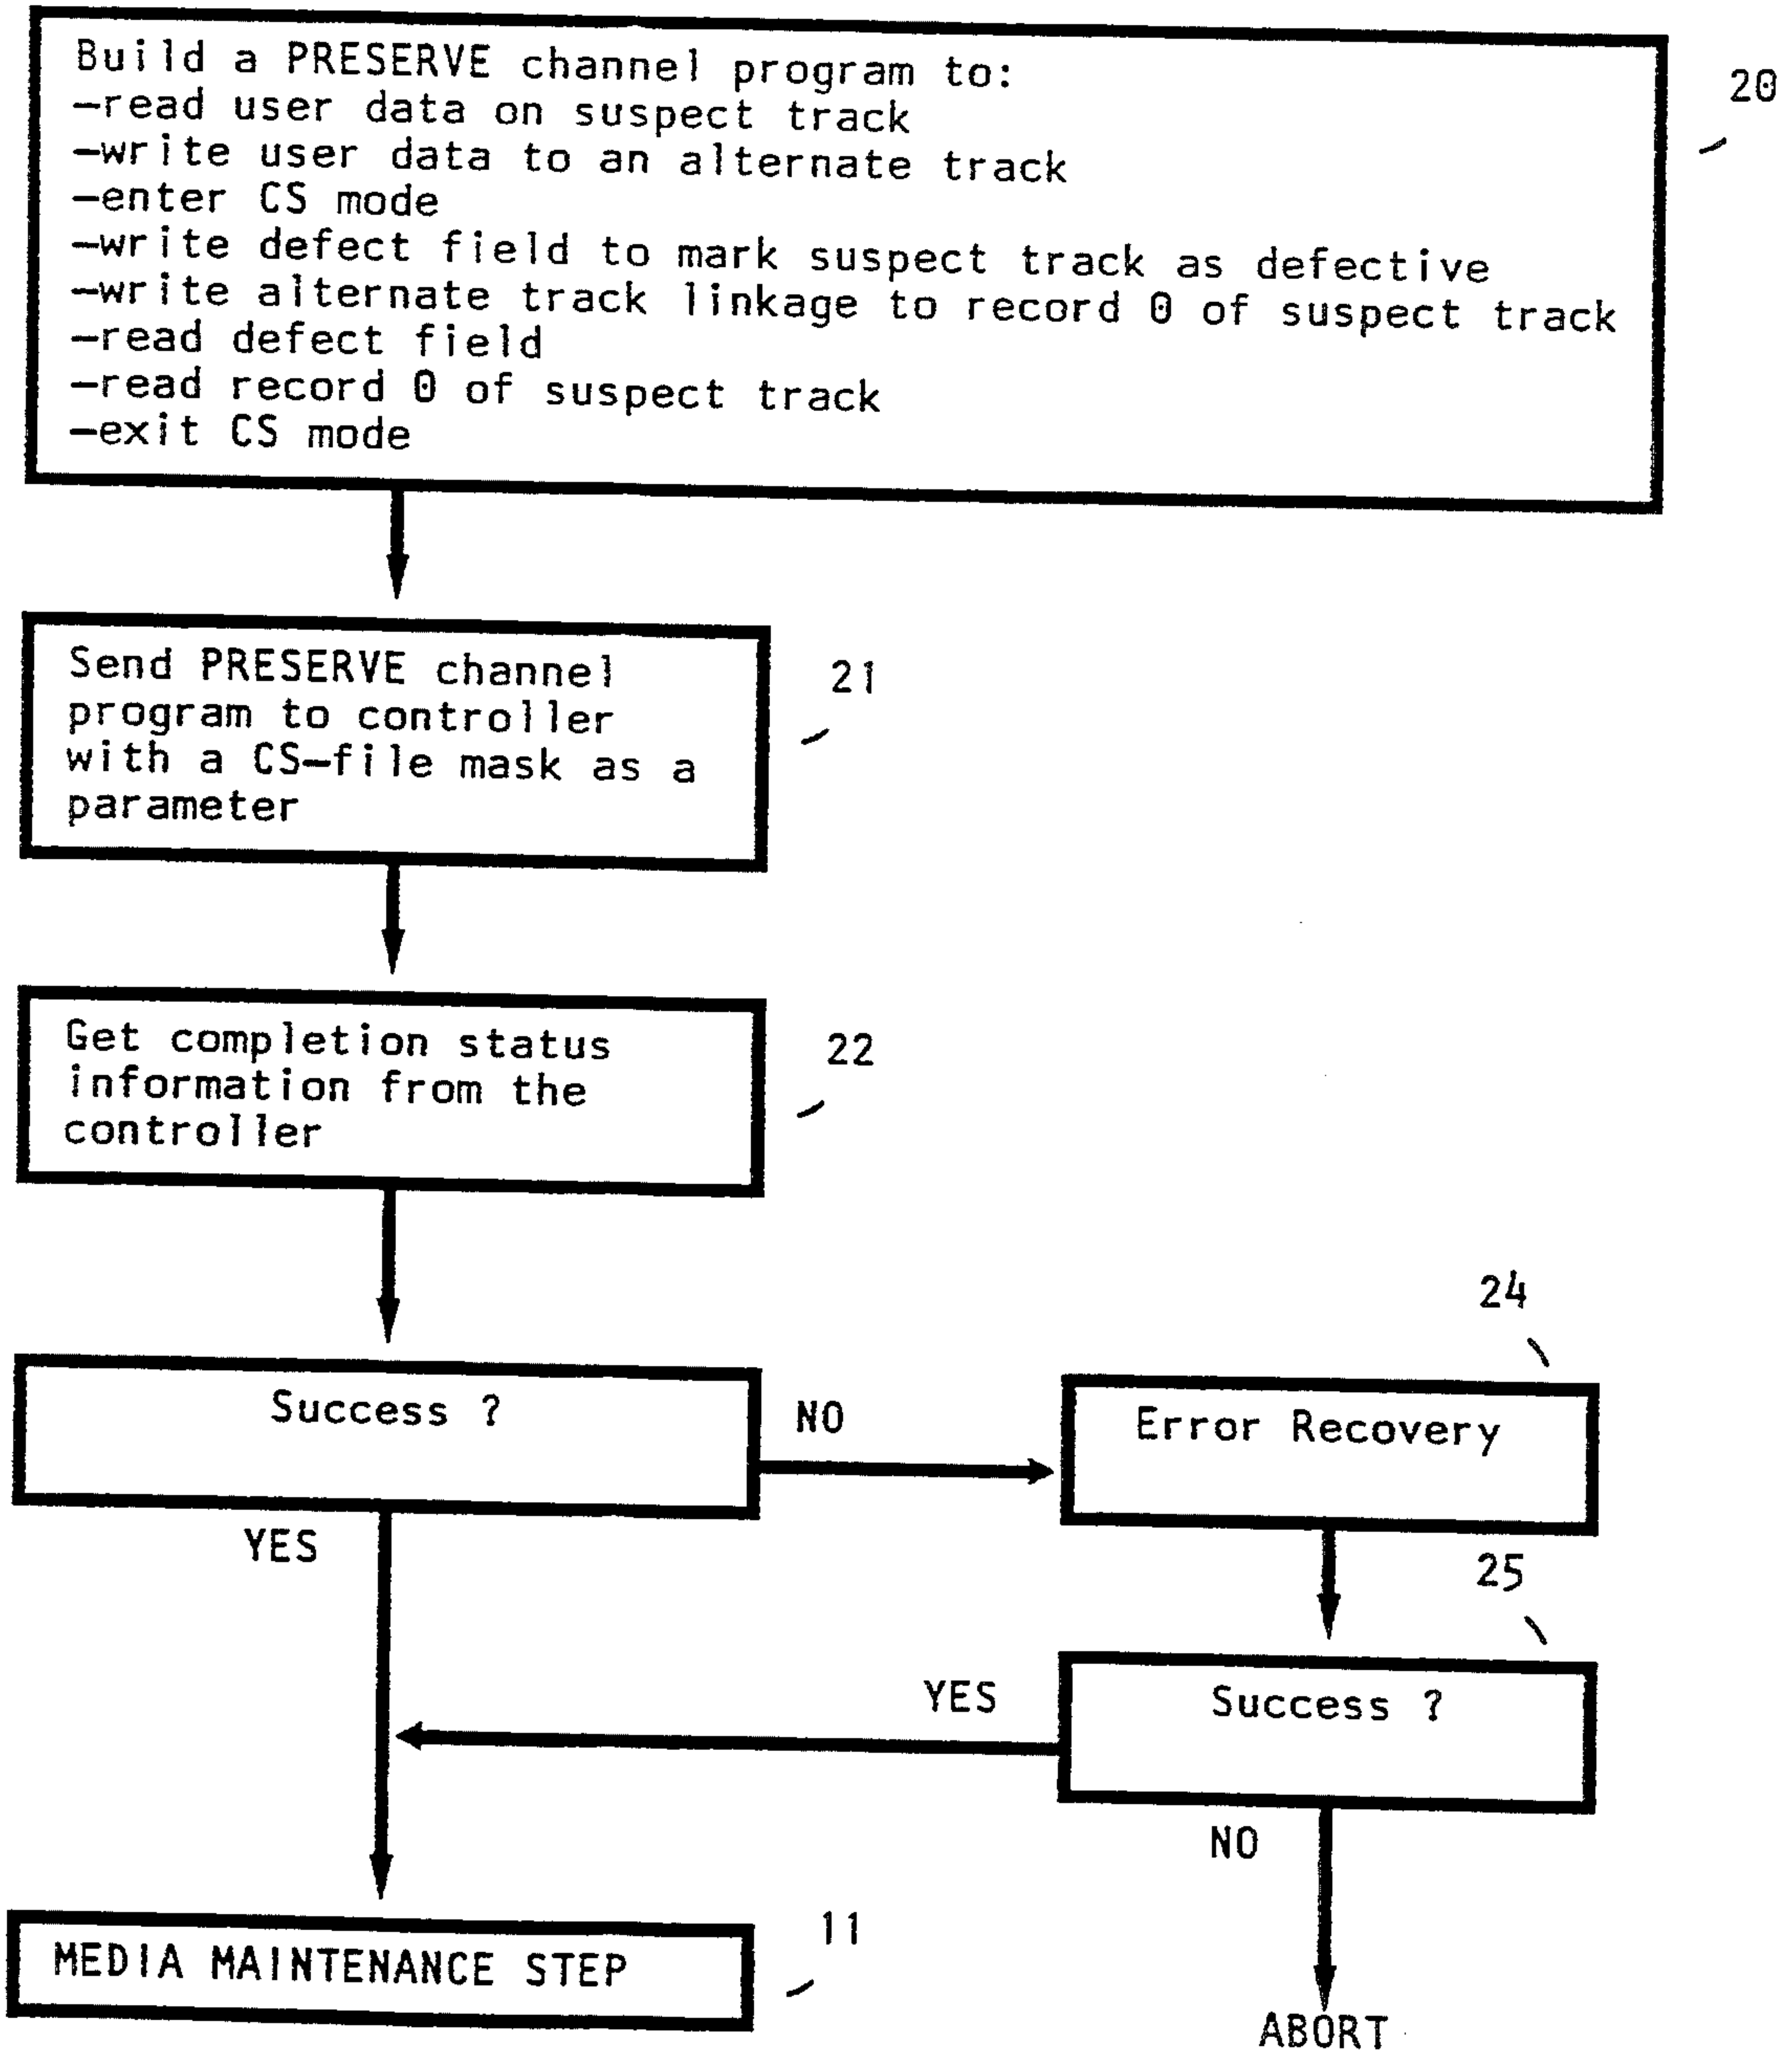 Build a PRESERVE channel program to:
—read user data on suspect track
—write user data to an alternate track
—enter CS mode
—write defect field to mark suspect track as defective
—write alternate track linkage to record 0 of suspect track
—read defect field
—read record 0 of suspect track
—exit CS mode
20
Send PRESERVE channel
program to controller
with a CS—file mask as a
parameter
21
Get completion status
information from the
controller
22
Success ?
NO
YES
24
Error Recovery
25
Success ?
YES
NO
MEDIA MAINTENANCE STEP
11
ABORT